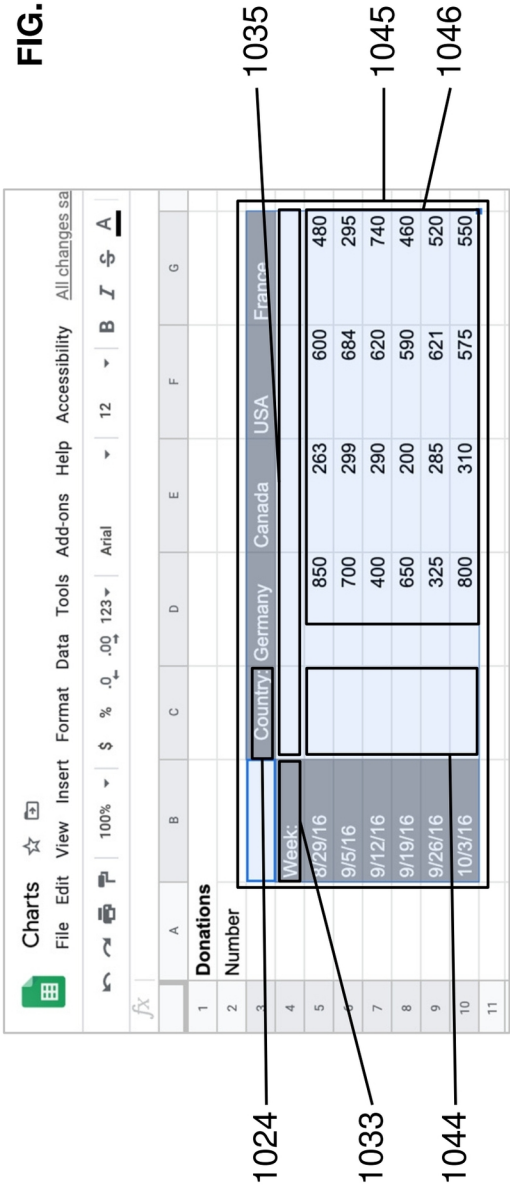 FIG.
Charts
File Edit View Insert Format Data Tools Add-ons Help Accessibility All changes sa
100% $ % .0 .00 123 Arial 12 B I S A
fx
A B C D E F G
1 Donations
2 Number
3 Country: Germany Canada USA France
4 Week:
5 8/29/16 850 263 600 480
6 9/5/16 700 299 684 295
7 9/12/16 400 290 620 740
8 9/19/16 650 200 590 460
9 9/26/16 325 285 621 520
10 10/3/16 800 310 575 550
11
1024
1033
1044
1035
1045
1046